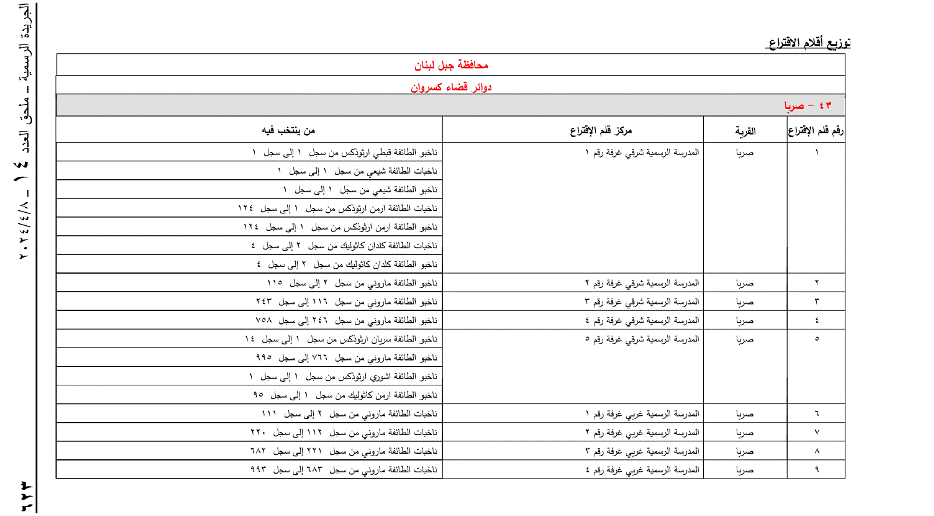 الجريدة الرسمية – ملحق العدد ١٤ – ٢٠٢٤/٤/٨
توزيع أقلام الاقتراع
محافظة جبل لبنان
دوائر قضاء كسروان
٤٣ - صربا
رقم قلم الإقتراع القرية مركز قلم الإقتراع من ينتخب فيه
١ صربا المدرسة الرسمية شرقي غرفة رقم ١ ناخبو الطائفة قبطي ارثوذكس من سجل ١ إلى سجل ١
ناخبات الطائفة شيعي من سجل ١ إلى سجل ١
ناخبو الطائفة شيعي من سجل ١ إلى سجل ١
ناخبات الطائفة ارمن ارثوذكس من سجل ١ إلى سجل ١٢٤
ناخبو الطائفة ارمن ارثوذكس من سجل ١ إلى سجل ١٢٤
ناخبات الطائفة كلدان كاثوليك من سجل ٢ إلى سجل ٤
ناخبو الطائفة كلدان كاثوليك من سجل ٢ إلى سجل ٤
٢ صربا المدرسة الرسمية شرقي غرفة رقم ٢ ناخبو الطائفة ماروني من سجل ٢ إلى سجل ١١٥
٣ صربا المدرسة الرسمية شرقي غرفة رقم ٣ ناخبو الطائفة ماروني من سجل ١١٦ إلى سجل ٢٤٣
٤ صربا المدرسة الرسمية شرقي غرفة رقم ٤ ناخبو الطائفة ماروني من سجل ٢٤٦ إلى سجل ٧٥٨
٥ صربا المدرسة الرسمية شرقي غرفة رقم ٥ ناخبو الطائفة سريان ارثوذكس من سجل ١ إلى سجل ١٤
ناخبو الطائفة ماروني من سجل ٧٦٦ إلى سجل ٩٩٥
ناخبو الطائفة اشوري ارثوذكس من سجل ١ إلى سجل ١
ناخبو الطائفة ارمن كاثوليك من سجل ١ إلى سجل ٩٥
٦ صربا المدرسة الرسمية غربي غرفة رقم ١ ناخبات الطائفة ماروني من سجل ٢ إلى سجل ١١١
٧ صربا المدرسة الرسمية غربي غرفة رقم ٢ ناخبات الطائفة ماروني من سجل ١١٢ إلى سجل ٢٢٠
٨ صربا المدرسة الرسمية غربي غرفة رقم ٣ ناخبات الطائفة ماروني من سجل ٢٢١ إلى سجل ٦٨٢
٩ صربا المدرسة الرسمية غربي غرفة رقم ٤ ناخبات الطائفة ماروني من سجل ٦٨٣ إلى سجل ٩٩٣
٦٢٣